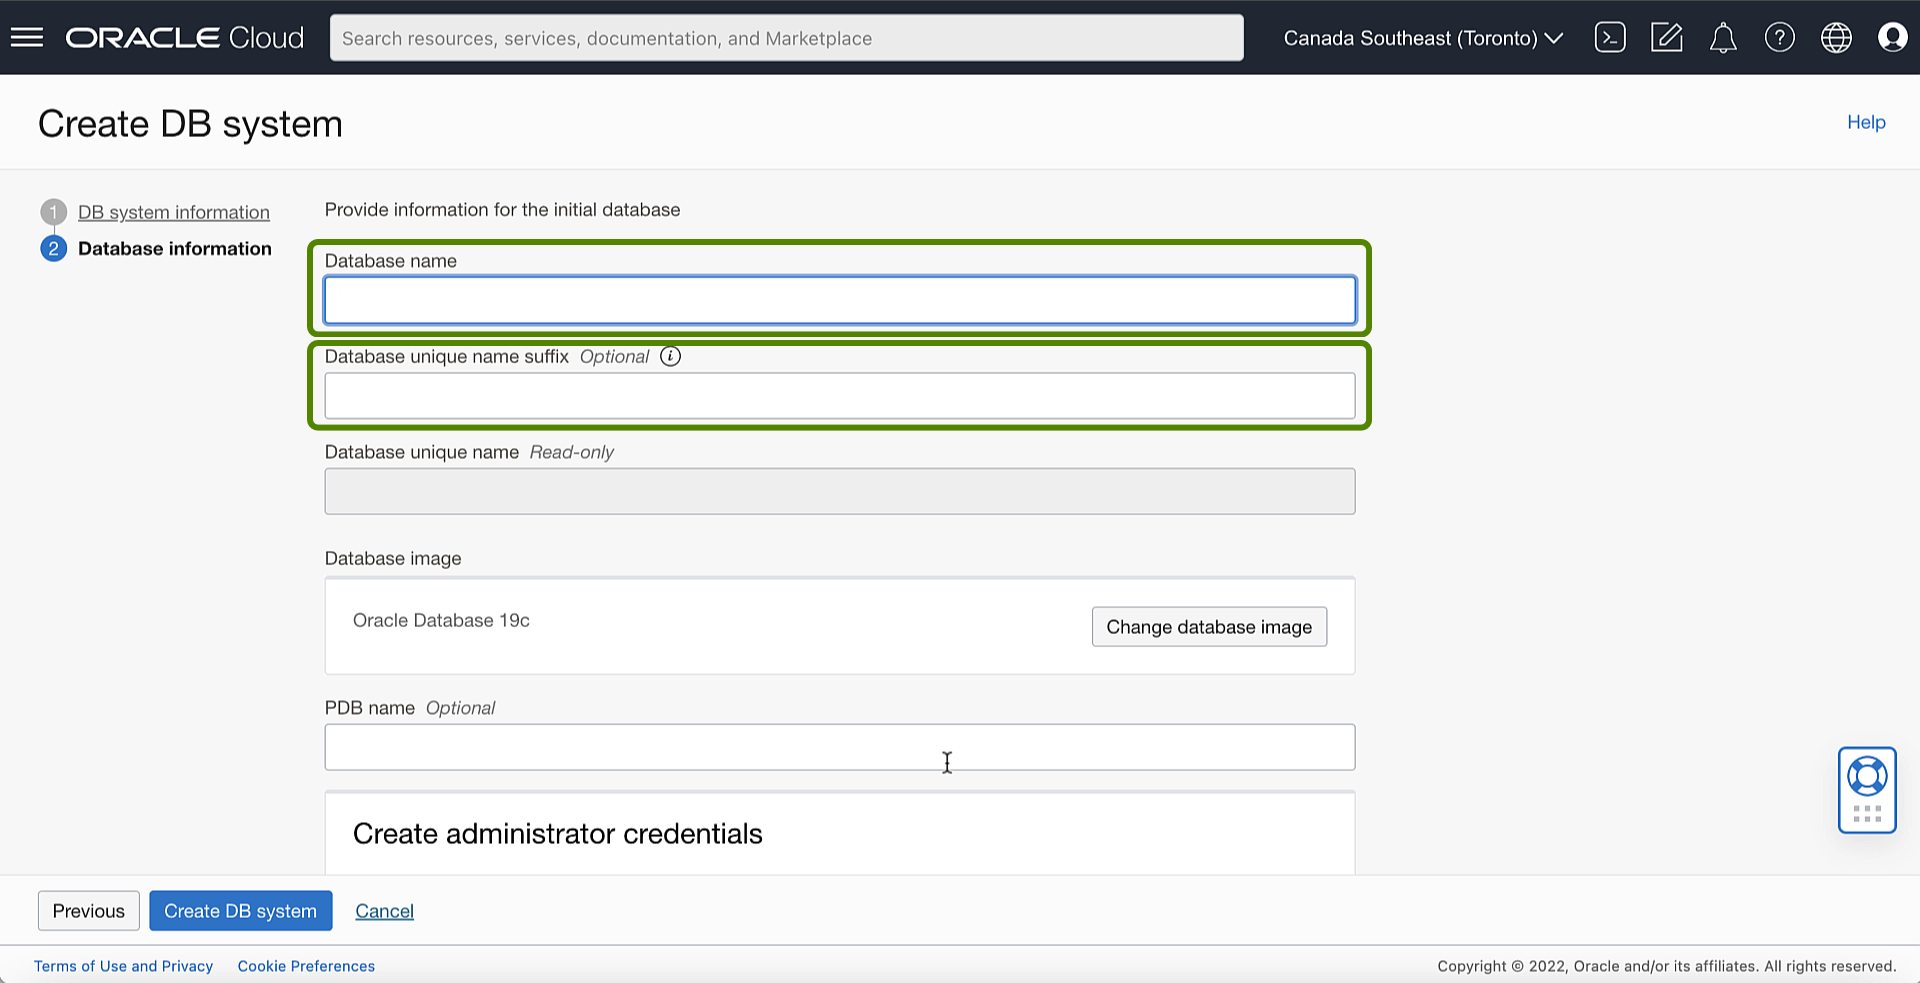 ORACLE Cloud
Search resources, services, documentation, and Marketplace
Canada Southeast (Toronto)
Create DB system
Help
1 DB system information
2 Database information
Provide information for the initial database
Database name
Database unique name suffix Optional
Database unique name Read-only
Database image
Oracle Database 19c
Change database image
PDB name Optional
Create administrator credentials
Previous
Create DB system
Cancel
Terms of Use and Privacy
Cookie Preferences
Copyright © 2022, Oracle and/or its affiliates. All rights reserved.